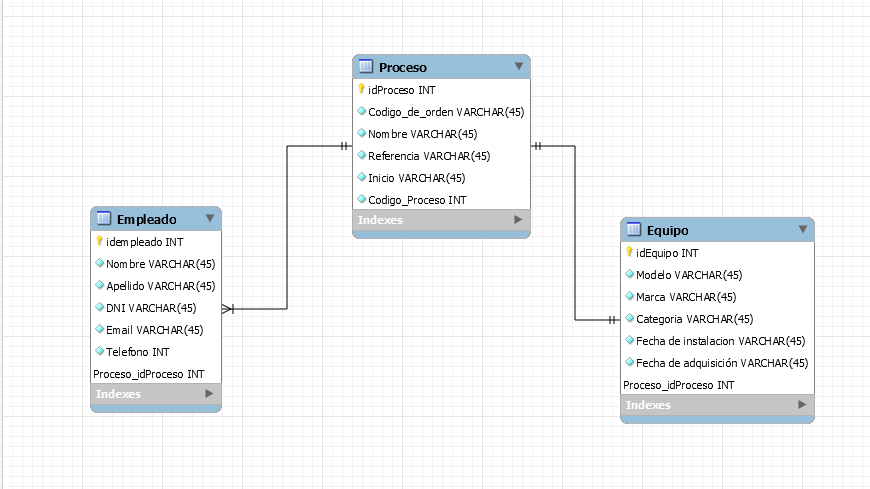 Proceso
idProceso INT
Codigo_de_orden VARCHAR(45)
Nombre VARCHAR(45)
Referencia VARCHAR(45)
Inicio VARCHAR(45)
Codigo_Proceso INT
Indexes
Empleado
idempleado INT
Nombre VARCHAR(45)
Apellido VARCHAR(45)
DNI VARCHAR(45)
Email VARCHAR(45)
Telefono INT
Proceso_idProceso INT
Indexes
Equipo
idEquipo INT
Modelo VARCHAR(45)
Marca VARCHAR(45)
Categoria VARCHAR(45)
Fecha de instalacion VARCHAR(45)
Fecha de adquisición VARCHAR(45)
Proceso_idProceso INT
Indexes